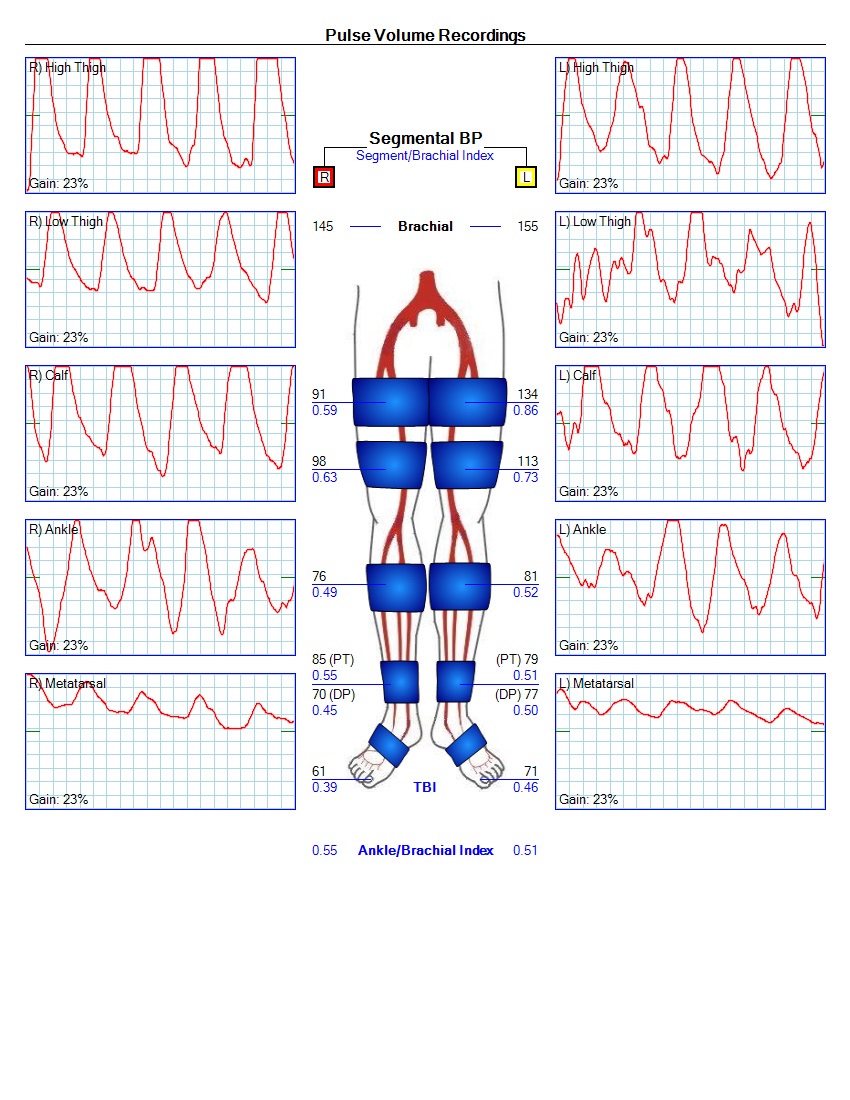 Pulse Volume Recordings
R) High Thigh
Gain: 23%
R) Low Thigh
Gain: 23%
R) Calf
Gain: 23%
R) Ankle
Gain: 23%
R) Metatarsal
Gain: 23%
Segmental BP
Segment/Brachial Index
R L
145 Brachial 155
91 134
0.59 0.86
98 113
0.63 0.73
76 81
0.49 0.52
85 (PT) (PT) 79
0.55 0.51
70 (DP) (DP) 77
0.45 0.50
61 71
0.39 TBI 0.46
0.55 Ankle/Brachial Index 0.51
L) High Thigh
Gain: 23%
L) Low Thigh
Gain: 23%
L) Calf
Gain: 23%
L) Ankle
Gain: 23%
L) Metatarsal
Gain: 23%